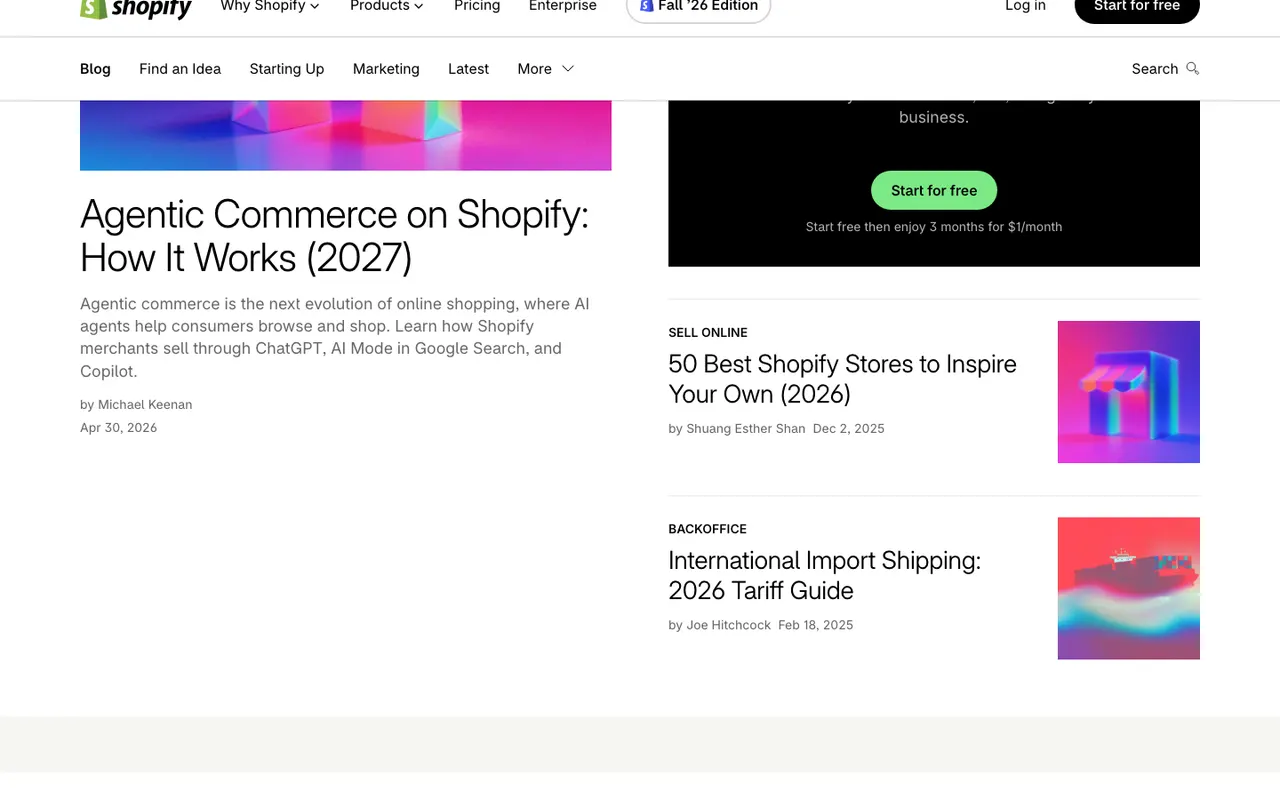 shopify
Why Shopify
Products
Pricing
Enterprise
Fall ’26 Edition
Log in
Start for free
Blog
Find an Idea
Starting Up
Marketing
Latest
More
Search
Agentic Commerce on Shopify:
How It Works (2027)
Agentic commerce is the next evolution of online shopping, where AI
agents help consumers browse and shop. Learn how Shopify
merchants sell through ChatGPT, AI Mode in Google Search, and
Copilot.
by Michael Keenan
Apr 30, 2026
business.
Start for free
Start free then enjoy 3 months for $1/month
SELL ONLINE
50 Best Shopify Stores to Inspire
Your Own (2026)
by Shuang Esther Shan Dec 2, 2025
BACKOFFICE
International Import Shipping:
2026 Tariff Guide
by Joe Hitchcock Feb 18, 2025